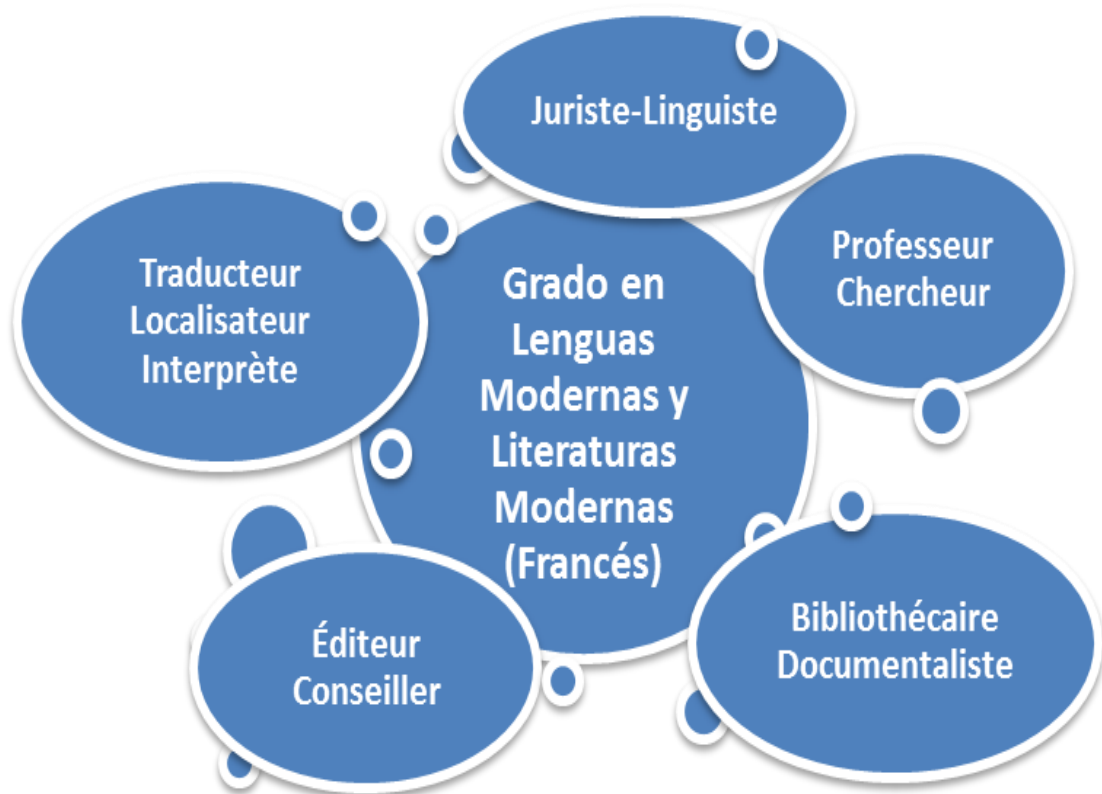 Juriste-Linguiste
Professeur
Chercheur
Traducteur
Localisateur
Interprète
Grado en
Lenguas
Modernas y
Literaturas
Modernas
(Francés)
Éditeur
Conseiller
Bibliothécaire
Documentaliste